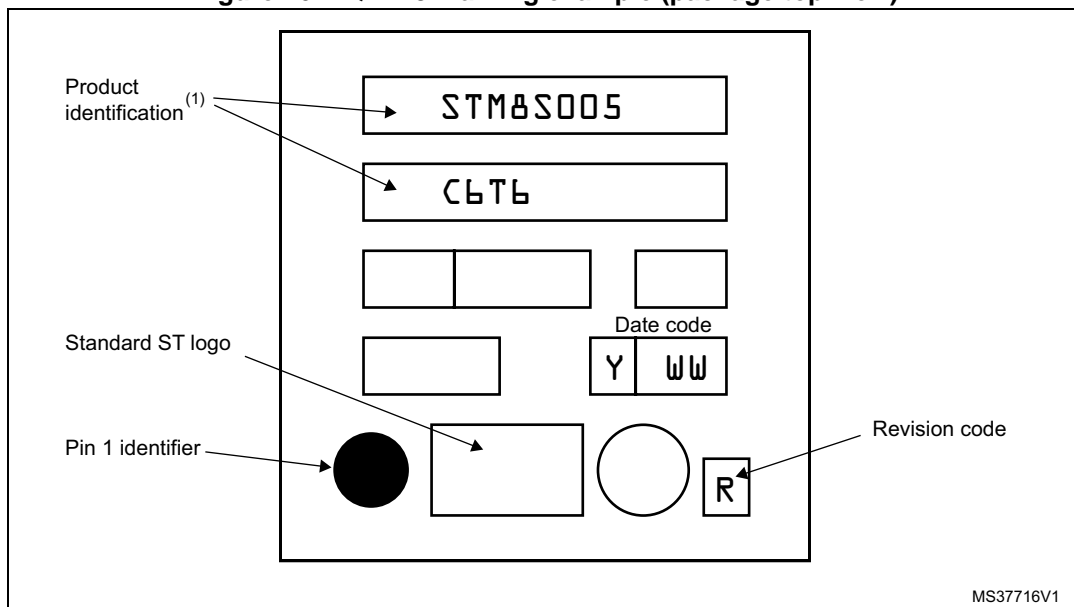 Product
identification (1)
STM8S005
C6T6
Date code
Standard ST logo
Y WW
Pin 1 identifier
Revision code
R
MS37716V1